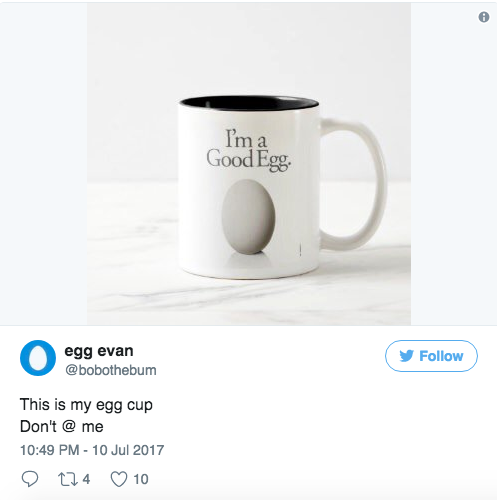 I'm a
Good Egg.
egg evan
@bobothebum
Follow
This is my egg cup
Don't @ me
10:49 PM - 10 Jul 2017
4
10